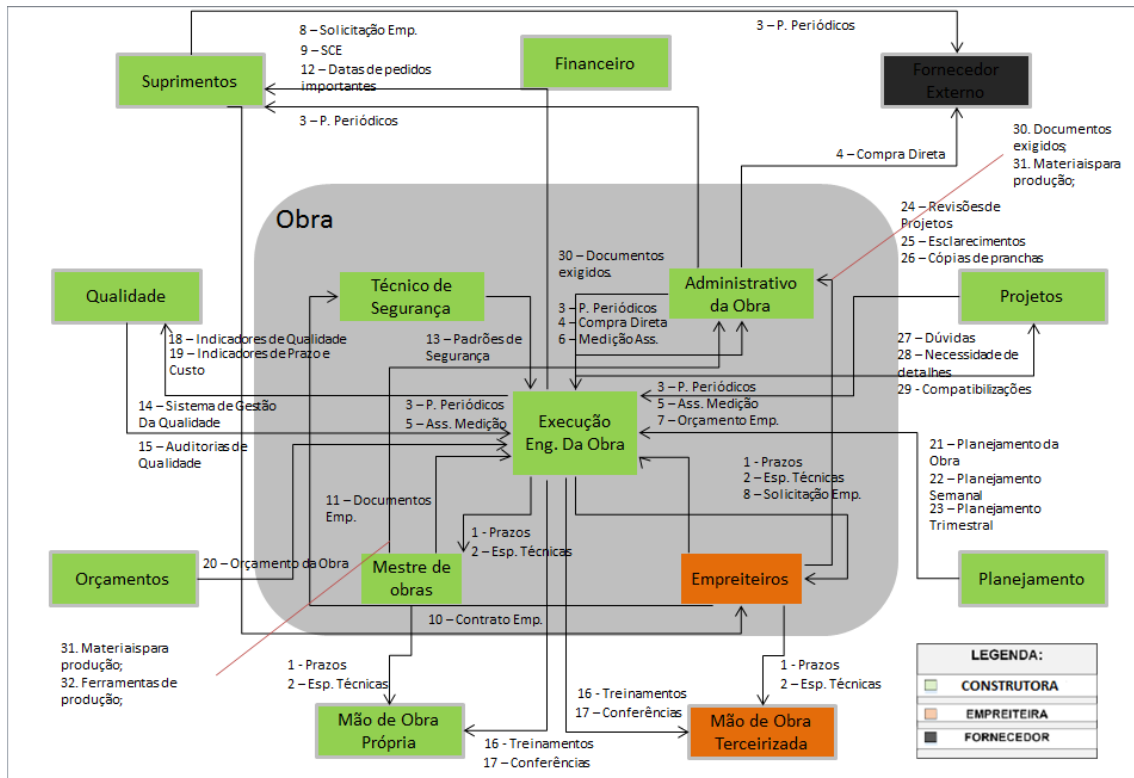 8 – Solicitação Emp.
9 – SCE
12 – Datas de pedidos
importantes
3 – P. Periódicos
Suprimentos
Financeiro
Fornecedor
Externo
3 – P. Periódicos
4 – Compra Direta
30. Documentos
exigidos;
31. Materiais para
produção;
Obra
24 – Revisões de
Projetos
25 – Esclarecimentos
26 – Cópias de pranchas
30 – Documentos
exigidos.
Qualidade
Técnico de
Segurança
Administrativo
da Obra
Projetos
3 – P. Periódicos
4 – Compra Direta
6 – Medição Ass.
18 – Indicadores de Qualidade
19 – Indicadores de Prazo e
Custo
13 – Padrões de
Segurança
27 – Dúvidas
28 – Necessidade de
detalhes
29 - Compatibilizações
14 – Sistema de Gestão
Da Qualidade
15 – Auditorias de
Qualidade
3 – P. Periódicos
5 – Ass. Medição
Execução
Eng. Da Obra
3 – P. Periódicos
5 – Ass. Medição
7 – Orçamento Emp.
21 – Planejamento da
Obra
22 – Planejamento
Semanal
23 – Planejamento
Trimestral
1 - Prazos
2 – Esp. Técnicas
8 – Solicitação Emp.
11 – Documentos
Emp.
1 - Prazos
2 – Esp. Técnicas
Orçamentos
20 – Orçamento da Obra
Mestre de
obras
Empreiteiros
Planejamento
10 – Contrato Emp.
31. Materiais para
produção;
32. Ferramentas de
produção;
1 - Prazos
2 – Esp. Técnicas
1 - Prazos
2 – Esp. Técnicas
16 - Treinamentos
17 – Conferências
Mão de Obra
Própria
16 - Treinamentos
17 – Conferências
Mão de Obra
Terceirizada
LEGENDA:
CONSTRUTORA
EMPREITEIRA
FORNECEDOR